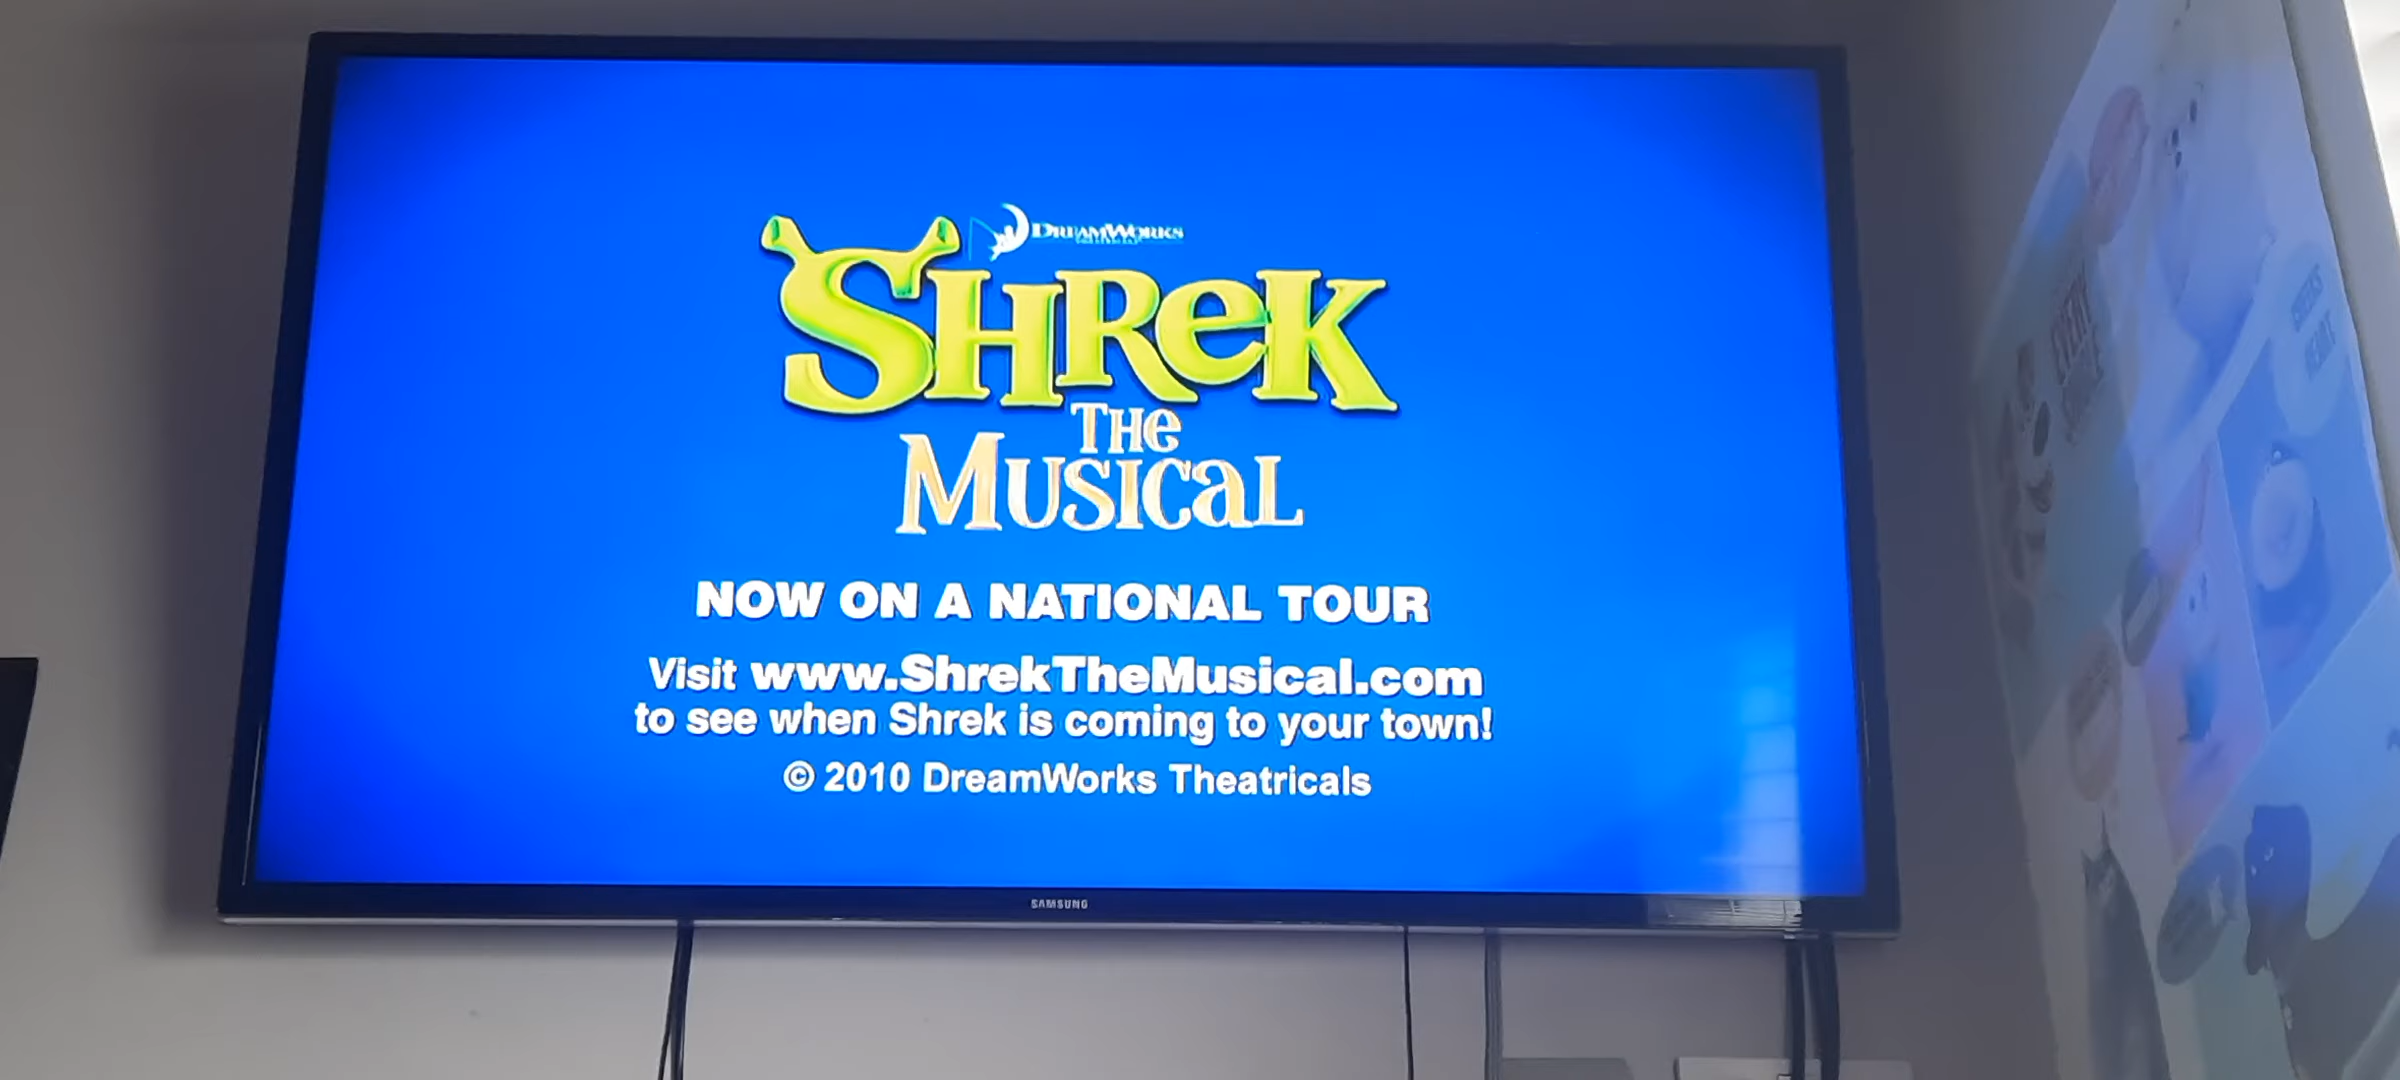 DREAMWORKS
SHReK
THe
MUSICaL
NOW ON A NATIONAL TOUR
Visit www.ShrekTheMusical.com
to see when Shrek is coming to your town!
© 2010 DreamWorks Theatricals
SAMSUNG